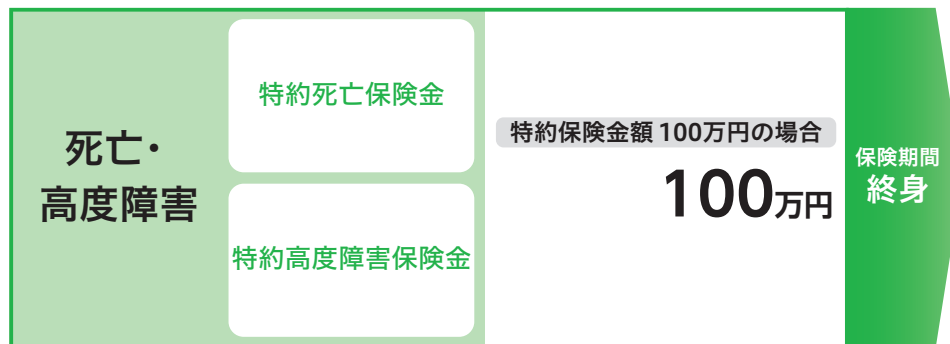 死亡・
高度障害
特約死亡保険金
特約高度障害保険金
特約保険金額 100万円の場合
100万円
保険期間
終身